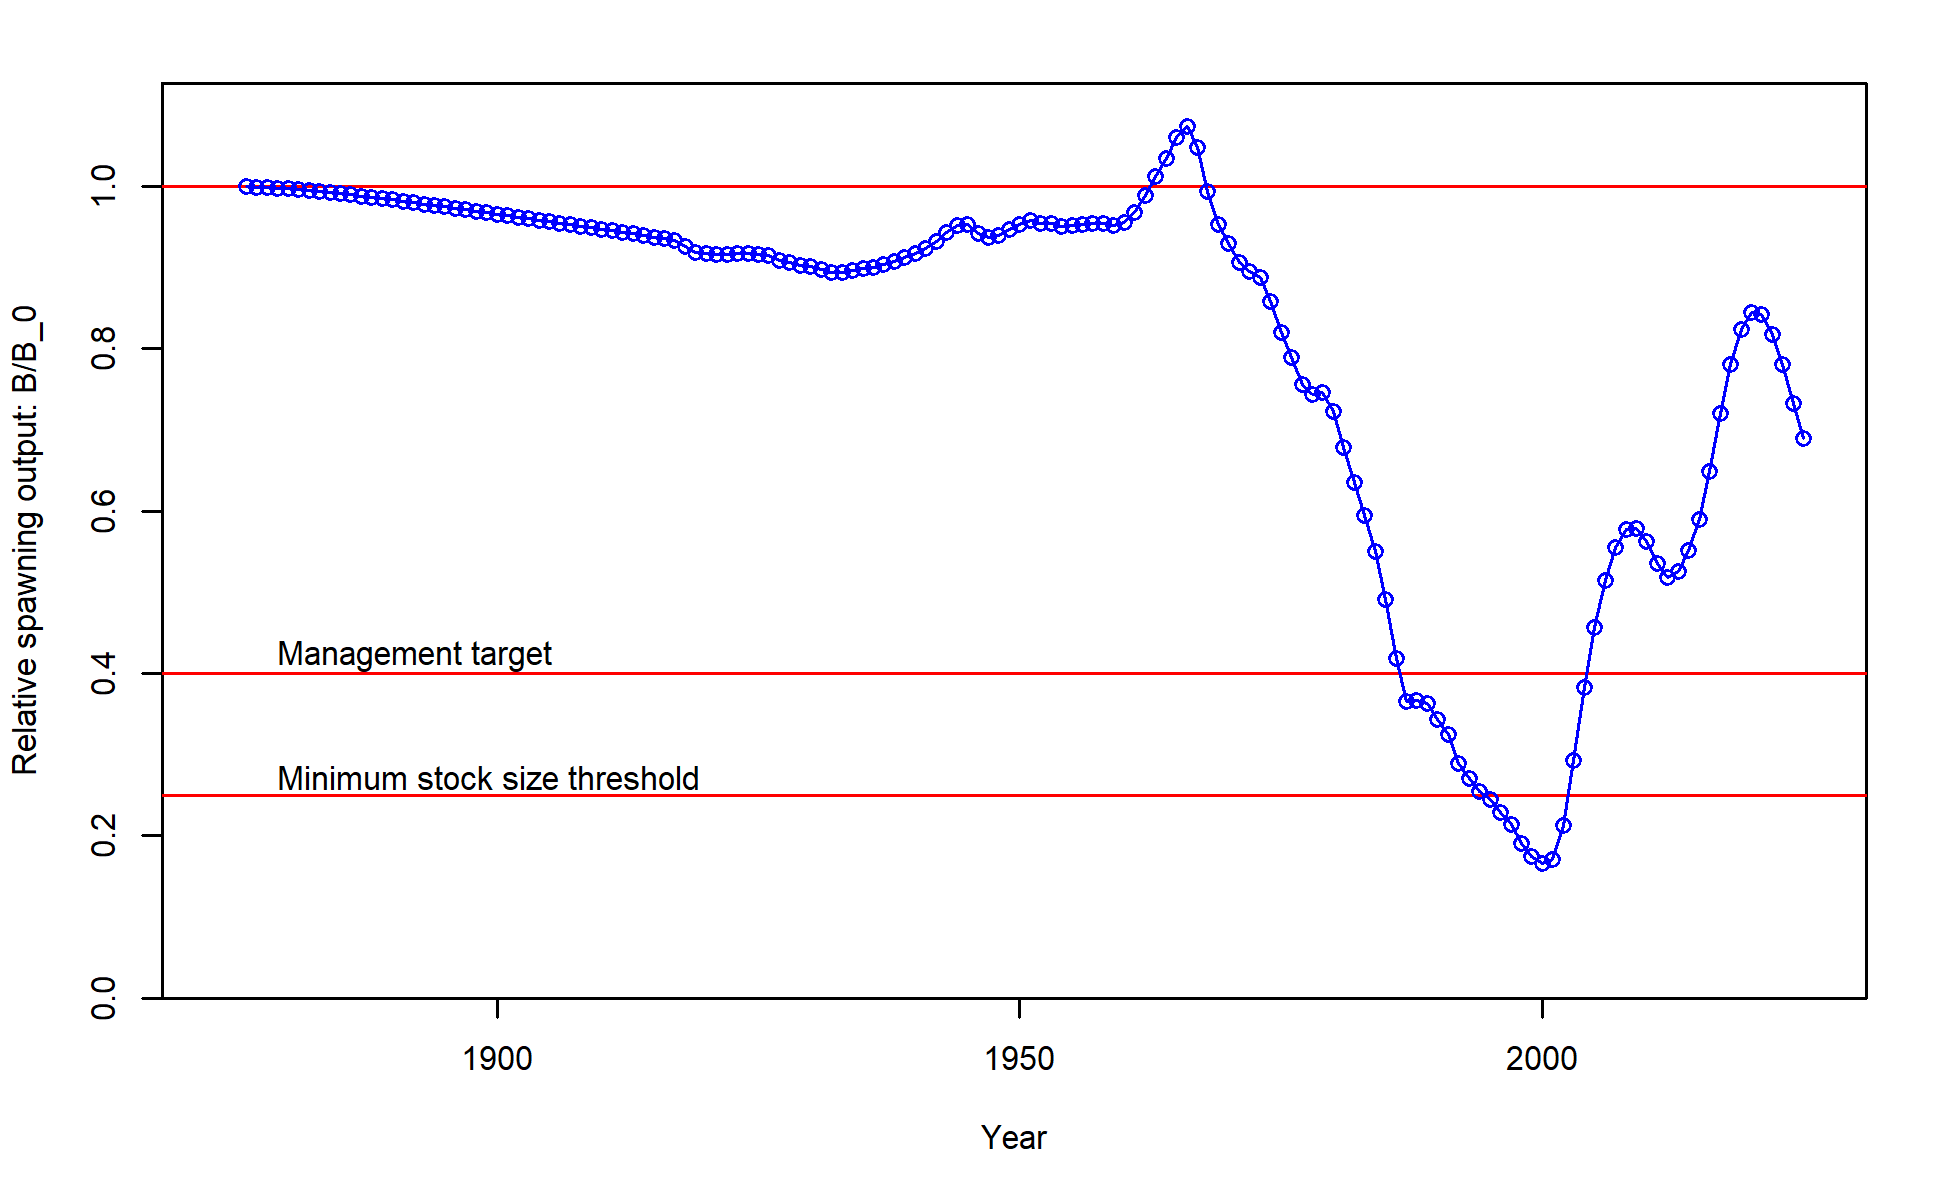 Relative spawning output: B/B_0
1.0
0.8
0.6
0.4
0.2
0.0
Management target
Minimum stock size threshold
1900 1950 2000
Year